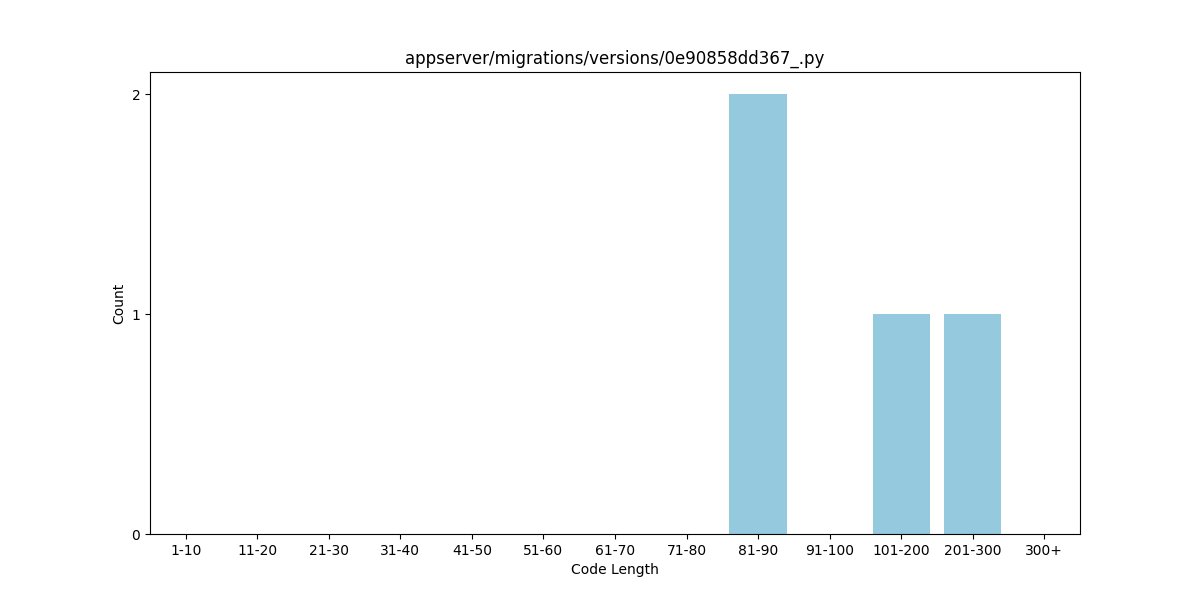 appserver/migrations/versions/0e90858dd367_.py
2
1
0
Count
1-10 11-20 21-30 31-40 41-50 51-60 61-70 71-80 81-90 91-100 101-200 201-300 300+
Code Length